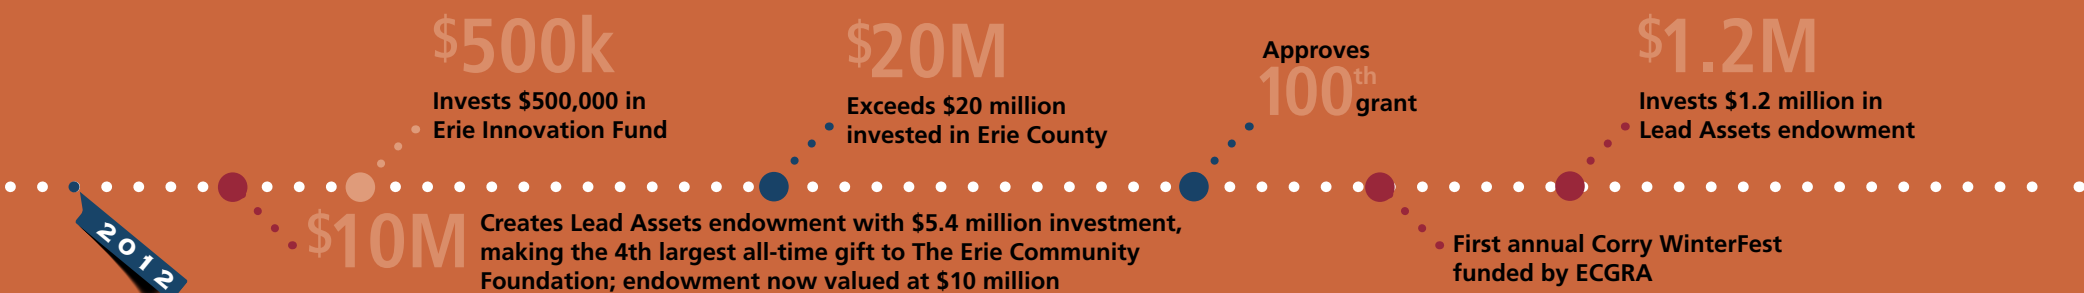 $500k
Invests $500,000 in
Erie Innovation Fund
$20M
Exceeds $20 million
invested in Erie County
Approves
100th
grant
$1.2M
Invests $1.2 million in
Lead Assets endowment
2012
$10M
Creates Lead Assets endowment with $5.4 million investment,
making the 4th largest all-time gift to The Erie Community
Foundation; endowment now valued at $10 million
First annual Corry WinterFest
funded by ECGRA